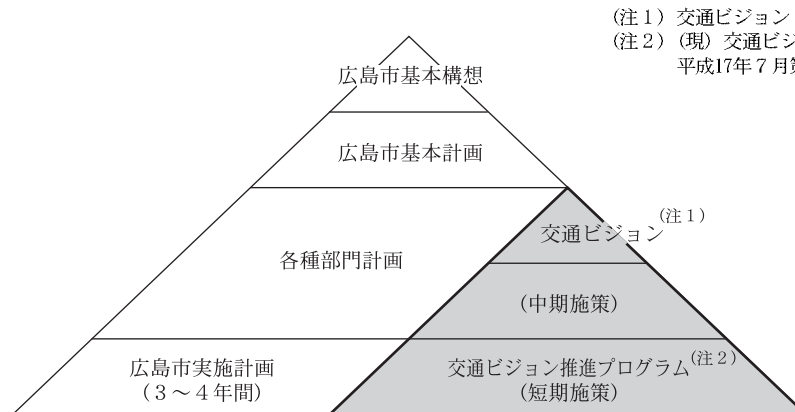 (注1) 交通ビジョン
(注2) (現) 交通ビジ
平成17年7月
広島市基本構想
広島市基本計画
交通ビジョン(注1)
各種部門計画
(中期施策)
広島市実施計画
(3~4年間)
交通ビジョン推進プログラム(注2)
(短期施策)